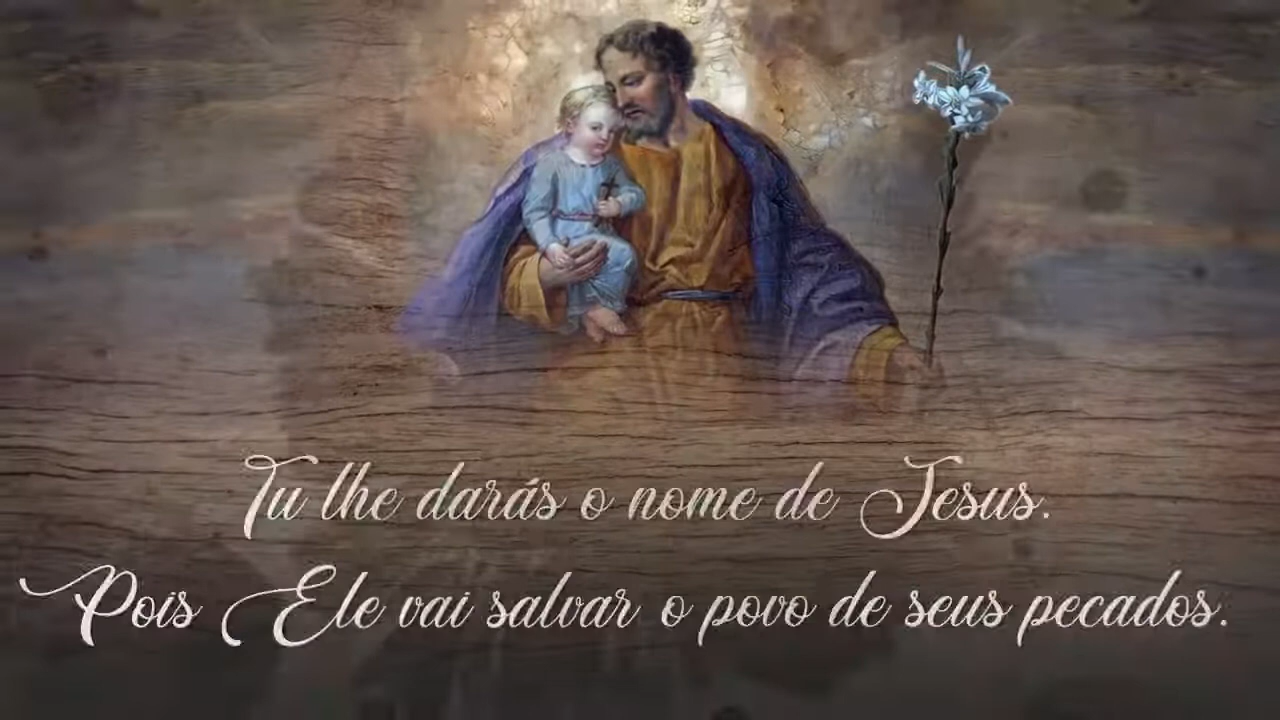 Tu lhe darás o nome de Jesus.
Pois Ele vai salvar o povo de seus pecados.